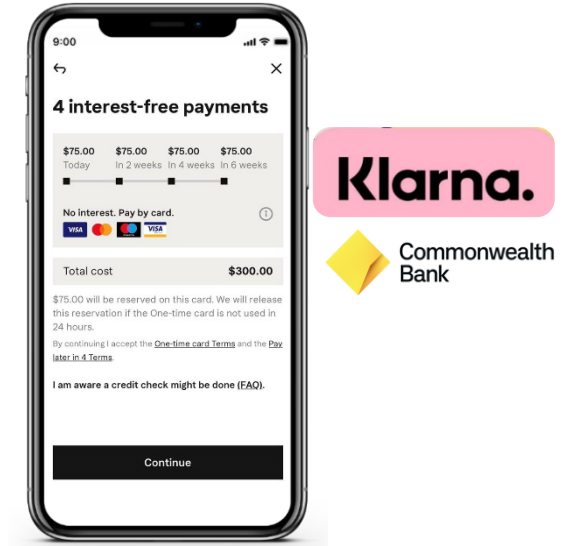 9:00
4 interest-free payments
$75.00 $75.00 $75.00 $75.00
Today In 2 weeks In 4 weeks In 6 weeks
No interest. Pay by card.
VISA VISA
Total cost $300.00
$75.00 will be reserved on this card. We will release
this reservation if the One-time card is not used in
24 hours.
By continuing I accept the One-time card Terms and the Pay
later in 4 Terms.
I am aware a credit check might be done (FAQ).
Continue
Klarna.
Commonwealth
Bank